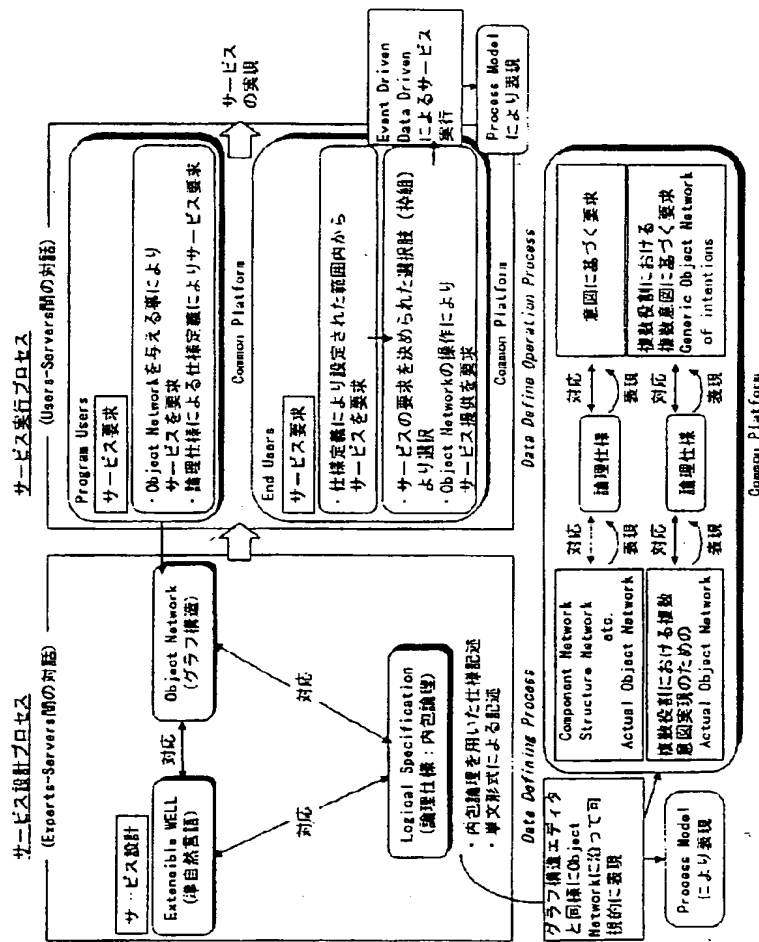 サービス設計プロセス
(Experts-Servers間の対話)
サービス設計
Extensible WELL
(準自然言語)
対応
Object Network
(グラフ構造)
対応
対応
Logical Specification
(論理仕様：内包論理)
・内包論理を用いた仕様記述
・単文形式による記述
Data Defining Process
グラフ構造エディタ
と同様にObject
Networkに沿って可
視的に表現
Process Model
により表現
サービス実行プロセス
(Users-Servers間の対話)
Program Users
サービス要求
・Object Networkを与える事により
サービスを要求
・論理仕様による仕様定義によりサービス要求
Common Platform
サービス
の実現
End Users
サービス要求
・仕様定義により設定された範囲内から
サービスを要求
・サービスの要求を決められた選択肢（枠組）
より選択
・Object Networkの操作により
サービス提供を要求
Common Platform
Event Driven
Data Driven
によるサービス
実行
Process Model
により表現
Data Define Operation Process
Component Network
Structure Network
etc.
Actual Object Network
対応
表現
論理仕様
対応
表現
意図に基づく要求
複数役割における複数
意図実現のための
Actual Object Network
対応
表現
論理仕様
対応
表現
複数役割における
複数意図に基づく要求
Generic Object Network
of intentions
Common Platform